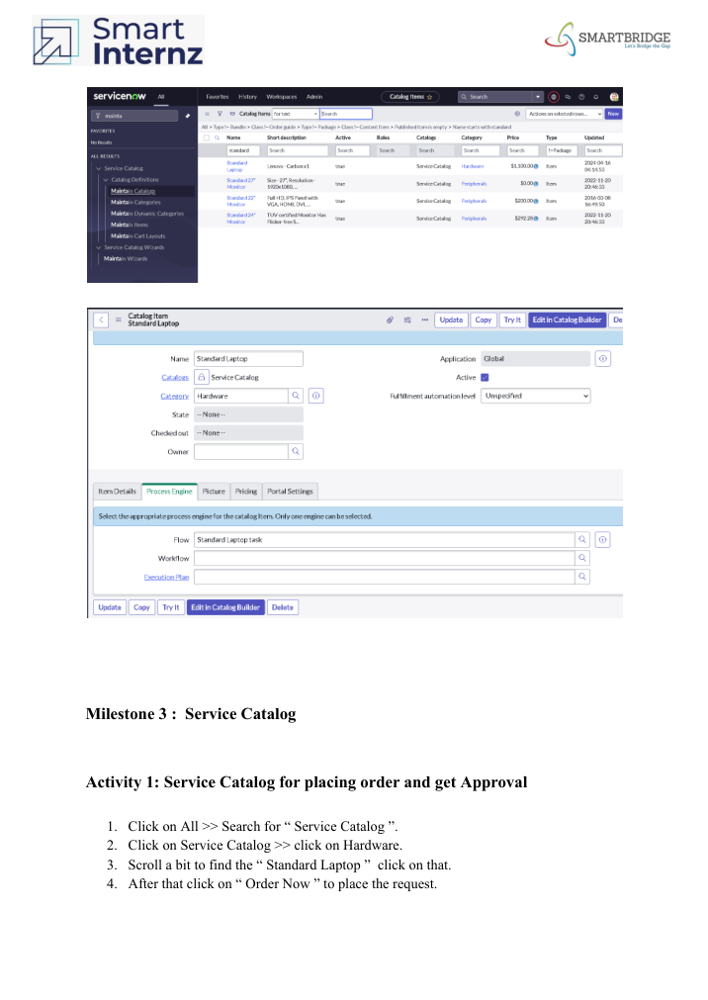 Smart
Internz
SMARTBRIDGE
Let's Bridge the Gap
servicenow All Favorites History Workspaces Admin Catalog Items Search
mainta
Catalog Items for text Search Actions on selected rows... New
FAVORITES
No Results
ALL RESULTS
Service Catalog
Catalog Definitions
Maintain Catalogs
Maintain Categories
Maintain Dynamic Categories
Maintain Items
Maintain Cart Layouts
Service Catalog Wizards
Maintain Wizards
All > Type != Bundle > Class != Order guide > Type != Package > Class != Content Item > Published item is empty > Name starts with standard
Name Short description Active Roles Catalogs Category Price Type Updated
standard Search Search Search Search Search Search !=Package Search
Standard Laptop Lenovo - Carbon x1 true Service Catalog Hardware $1,100.00 Item 2024-04-16 04:14:53
Standard 27" Monitor Size - 27", Resolution - 1920x1080,... true Service Catalog Peripherals $0.00 Item 2022-11-20 20:46:33
Standard 22" Monitor Full HD, IPS Panel with VGA, HDMI, DVI,... true Service Catalog Peripherals $200.00 Item
Standard 24" Monitor TUV certified Monitor Has Flicker-free S... true Service Catalog Peripherals $292.28 Item 2022-11-20 20:46:33
Catalog Item
Standard Laptop
Update Copy Try It Edit in Catalog Builder De
Name Standard Laptop
Application Global
Catalogs Service Catalog
Active
Category Hardware
Fulfillment automation level Unspecified
State -- None --
Checked out -- None --
Owner
Item Details Process Engine Picture Pricing Portal Settings
Select the appropriate process engine for the catalog Item. Only one engine can be selected.
Flow Standard Laptop task
Workflow
Execution Plan
Update Copy Try It Edit in Catalog Builder Delete
Milestone 3 : Service Catalog
Activity 1: Service Catalog for placing order and get Approval
1. Click on All >> Search for “ Service Catalog ”.
2. Click on Service Catalog >> click on Hardware.
3. Scroll a bit to find the “ Standard Laptop ” click on that.
4. After that click on “ Order Now ” to place the request.